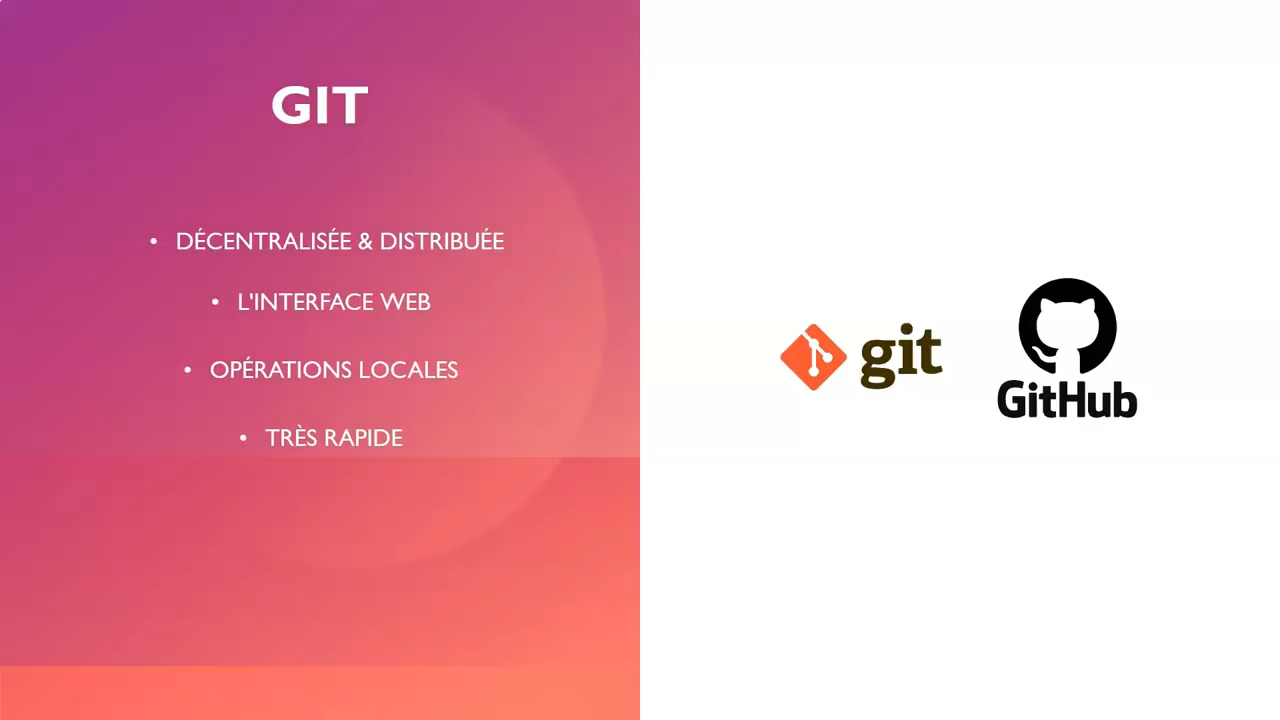 GIT
• DÉCENTRALISÉE & DISTRIBUÉE
• L'INTERFACE WEB
• OPÉRATIONS LOCALES
• TRÈS RAPIDE
git
GitHub